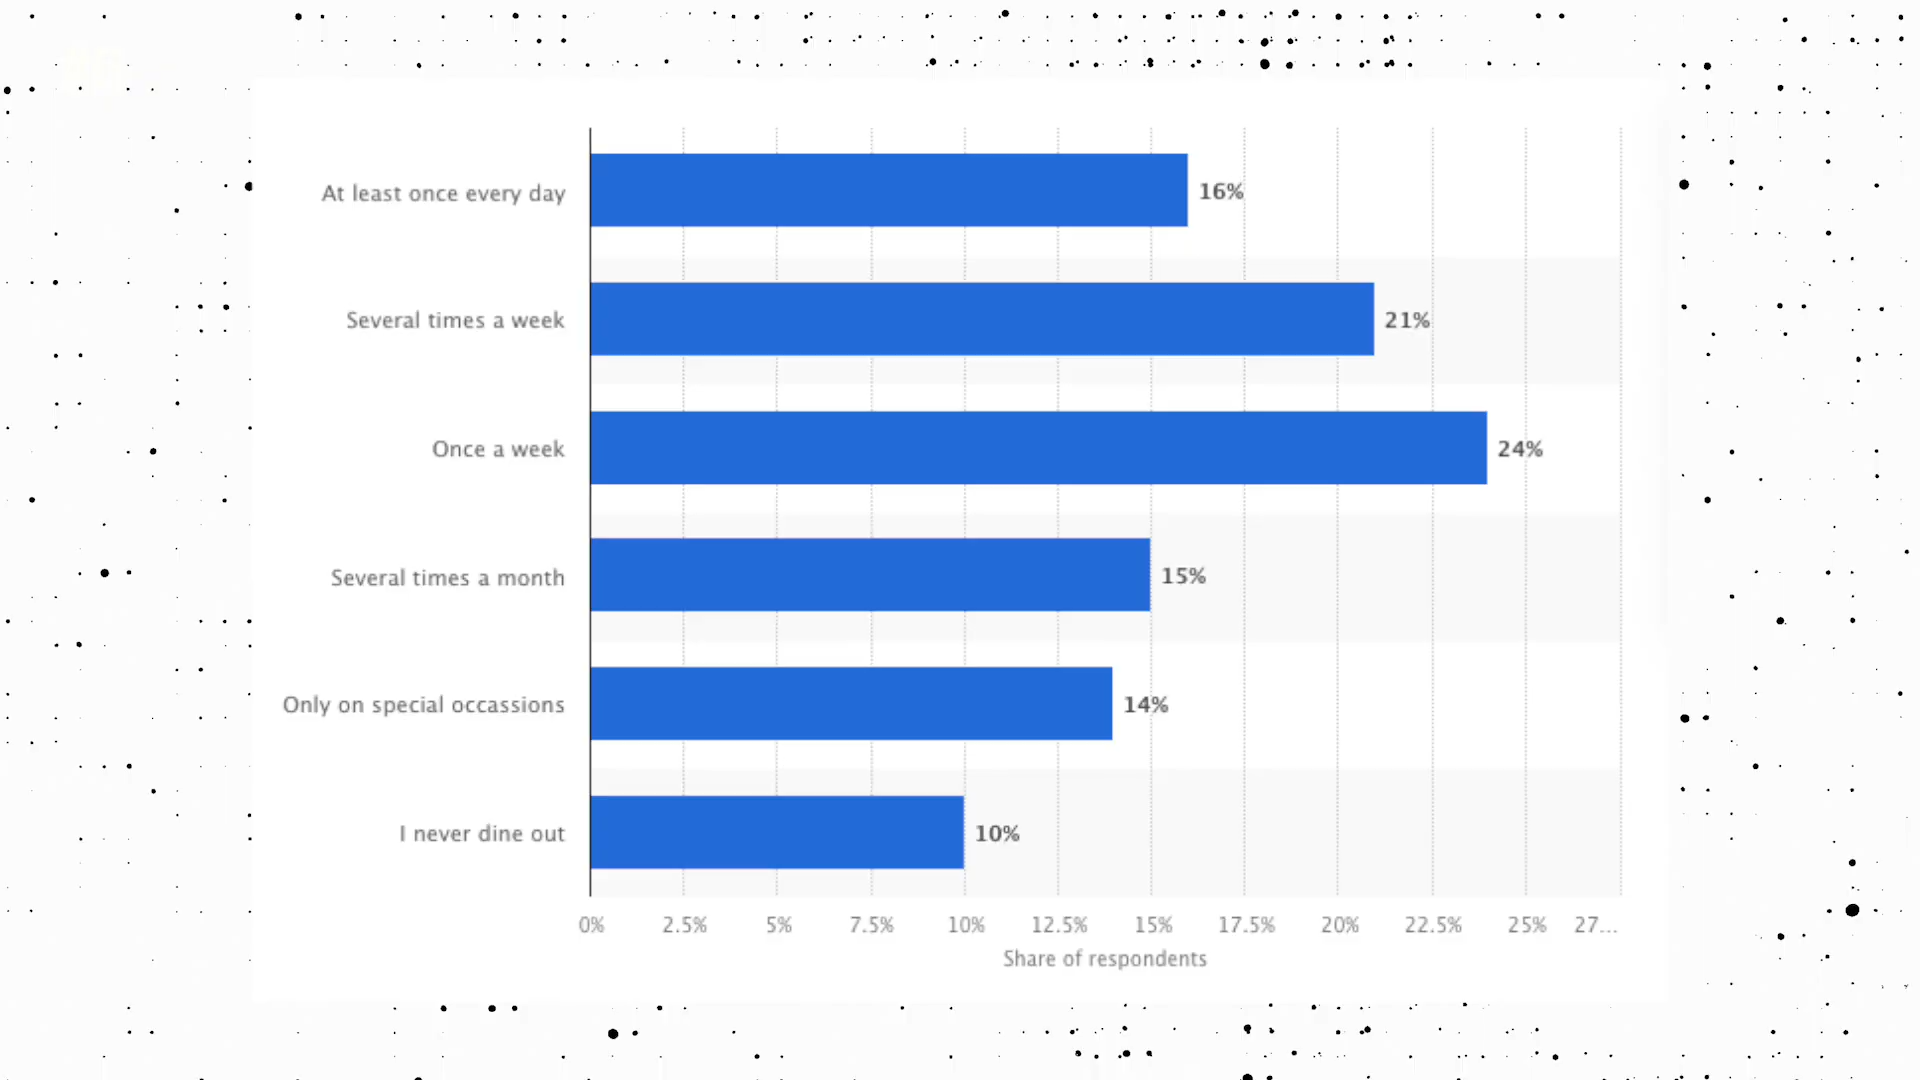 At least once every day 16%
Several times a week 21%
Once a week 24%
Several times a month 15%
Only on special occassions 14%
I never dine out 10%
0% 2.5% 5% 7.5% 10% 12.5% 15% 17.5% 20% 22.5% 25% 27...
Share of respondents